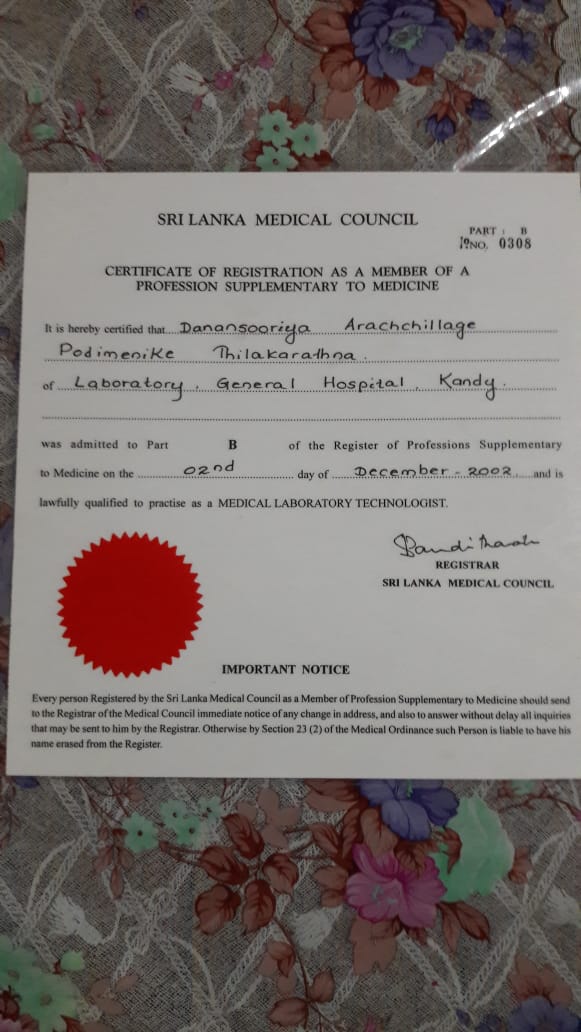 SRI LANKA MEDICAL COUNCIL
PART : B
NO. 0308
CERTIFICATE OF REGISTRATION AS A MEMBER OF A
PROFESSION SUPPLEMENTARY TO MEDICINE
It is hereby certified that Danansooriya Arachchillage
Podimenike Thilakarathna.
of Laboratory, General Hospital, Kandy.
was admitted to Part B of the Register of Professions Supplementary
to Medicine on the 02nd day of December - 2002. and is
lawfully qualified to practise as a MEDICAL LABORATORY TECHNOLOGIST.
REGISTRAR
SRI LANKA MEDICAL COUNCIL
IMPORTANT NOTICE
Every person Registered by the Sri Lanka Medical Council as a Member of Profession Supplementary to Medicine should send
to the Registrar of the Medical Council immediate notice of any change in address, and also to answer without delay all inquiries
that may be sent to him by the Registrar. Otherwise by Section 23 (2) of the Medical Ordinance such Person is liable to have his
name erased from the Register.